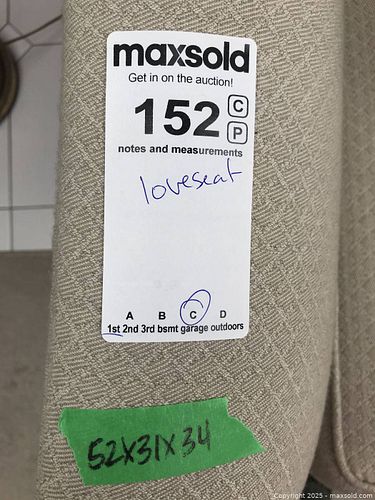 maxsold
Get in on the auction!
152 C
P
notes and measurements
loveseat
A B C D
1st 2nd 3rd bsmt garage outdoors
52X31X34
Copyright 2025 - maxsold.com